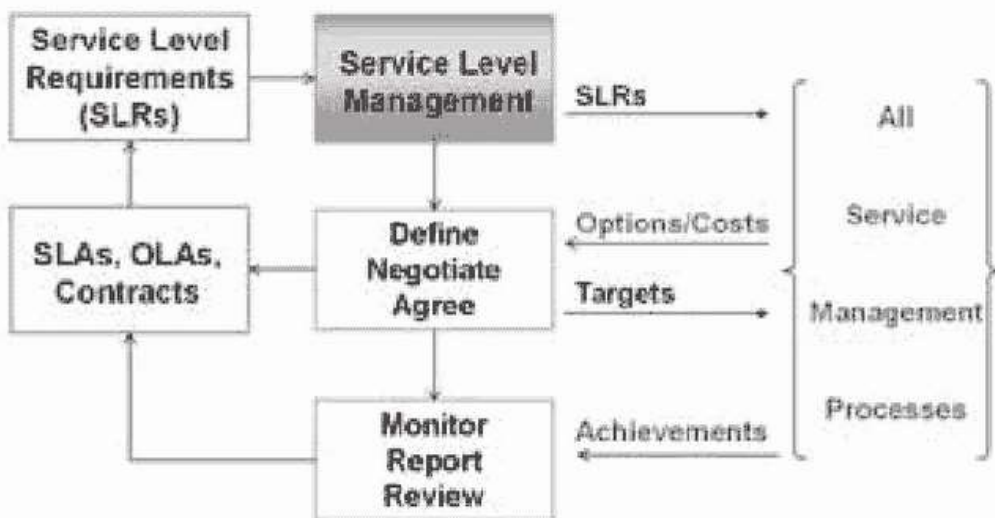 Service Level
Requirements
(SLRs)
Service Level
Management
SLRs
All
Options/Costs
Service
SLAs, OLAs,
Contracts
Define
Negotiate
Agree
Targets
Management
Processes
Monitor
Report
Review
Achievements